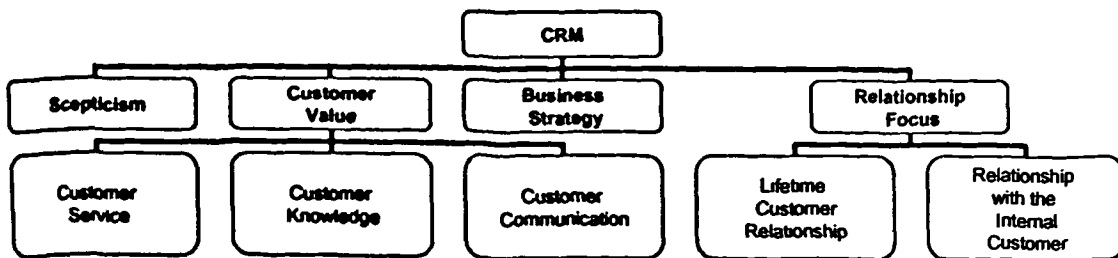 CRM
Scepticism
Customer
Value
Business
Strategy
Relationship
Focus
Customer
Service
Customer
Knowledge
Customer
Communication
Lifetime
Customer
Relationship
Relationship
with the
Internal
Customer